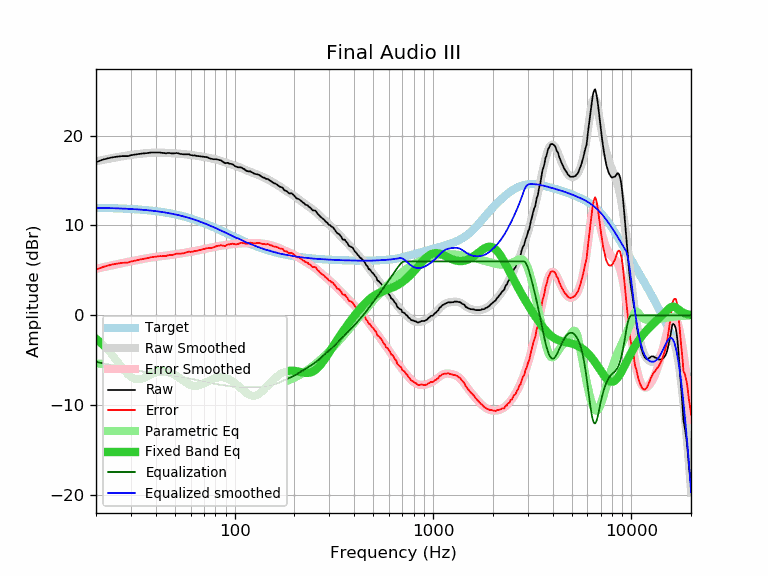 Final Audio III
Amplitude (dBr)
20
10
0
−10
−20
Target
Raw Smoothed
Error Smoothed
Raw
Error
Parametric Eq
Fixed Band Eq
Equalization
Equalized smoothed
100
1000
10000
Frequency (Hz)